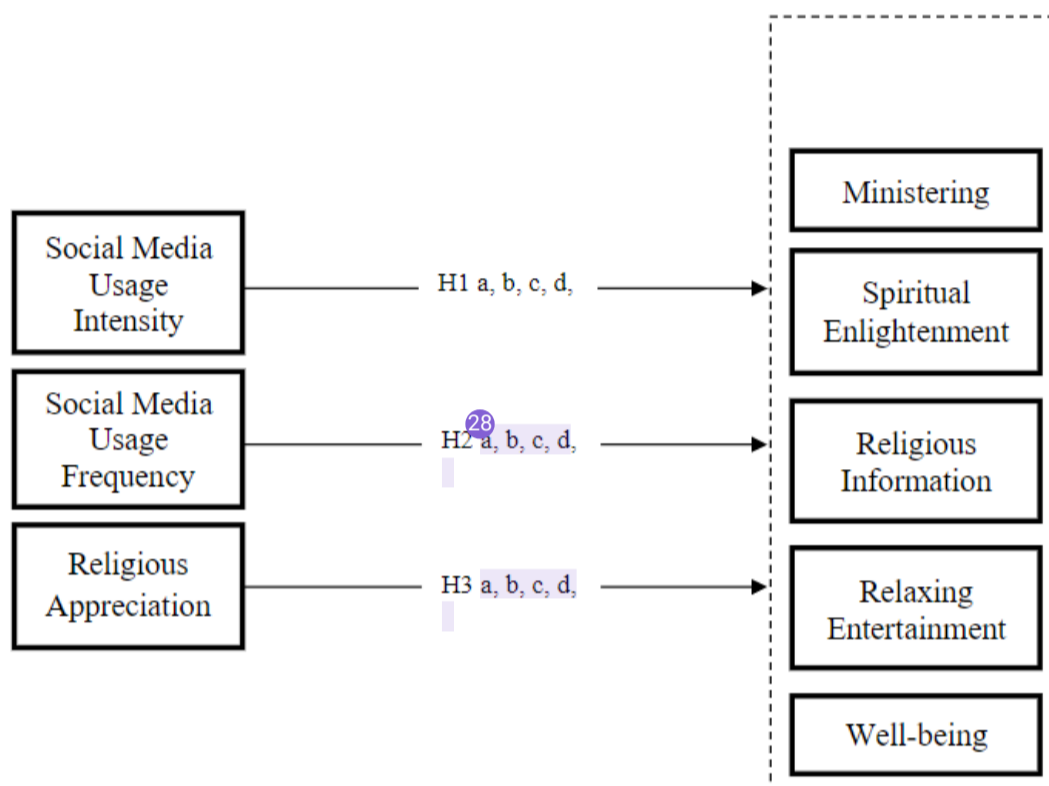 Social Media
Usage
Intensity
H1 a, b, c, d,
Social Media
Usage
Frequency
28
H2 a, b, c, d,
Religious
Appreciation
H3 a, b, c, d,
Ministering
Spiritual
Enlightenment
Religious
Information
Relaxing
Entertainment
Well-being